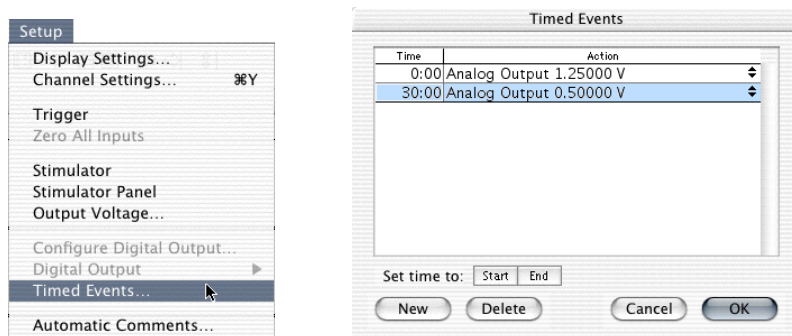 Setup
Display Settings...
Channel Settings... ⌘Y
Trigger
Zero All Inputs
Stimulator
Stimulator Panel
Output Voltage...
Configure Digital Output...
Digital Output
Timed Events...
Automatic Comments...
Timed Events
Time Action
0:00 Analog Output 1.25000 V
30:00 Analog Output 0.50000 V
Set time to: Start End
New Delete Cancel OK